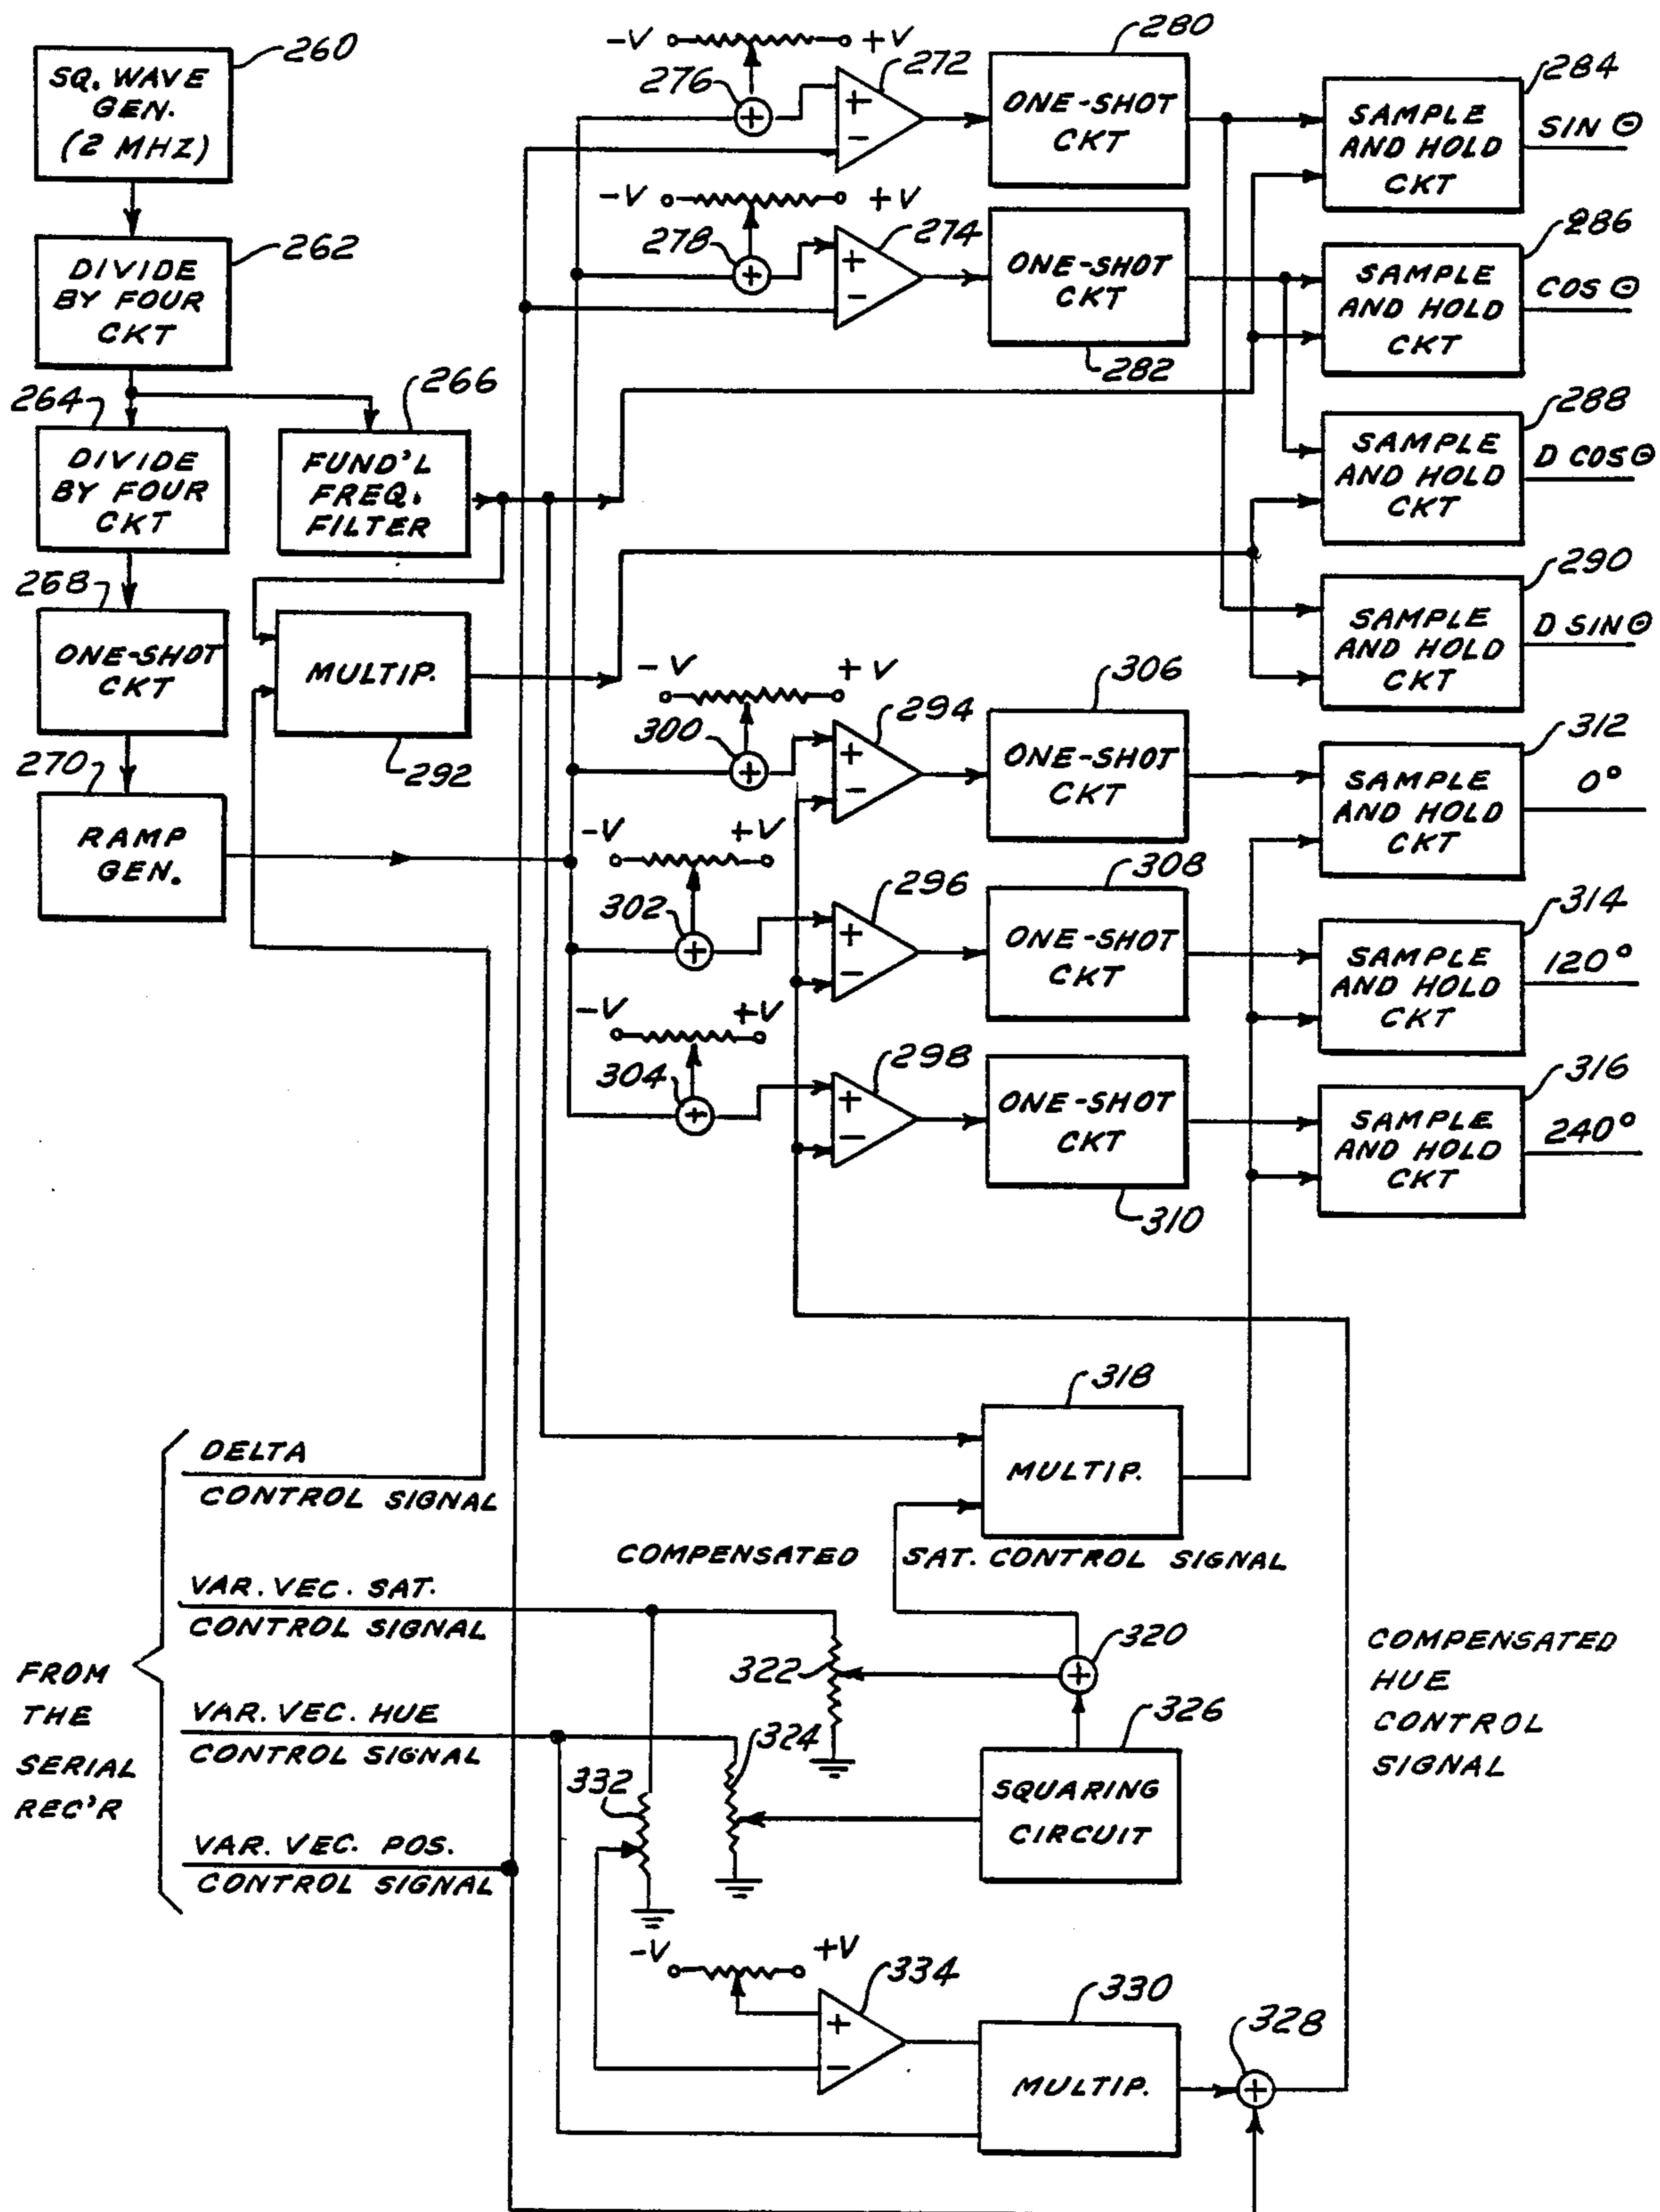 SQ. WAVE
GEN.
(2 MHZ)
260
DIVIDE
BY FOUR
CKT
262
264
DIVIDE
BY FOUR
CKT
266
FUND'L
FREQ.
FILTER
268
ONE-SHOT
CKT
MULTIP.
292
270
RAMP
GEN.
-V
+V
276
+
+
-
272
280
ONE-SHOT
CKT
284
SAMPLE
AND HOLD
CKT
SIN Θ
-V
+V
278
+
+
-
274
ONE-SHOT
CKT
282
286
SAMPLE
AND HOLD
CKT
COS Θ
288
SAMPLE
AND HOLD
CKT
D COS Θ
290
SAMPLE
AND HOLD
CKT
D SIN Θ
-V
+V
300
+
+
-
294
306
ONE-SHOT
CKT
312
SAMPLE
AND HOLD
CKT
0°
-V
+V
302
+
+
-
296
308
ONE-SHOT
CKT
314
SAMPLE
AND HOLD
CKT
120°
-V
+V
304
+
+
-
298
ONE-SHOT
CKT
310
316
SAMPLE
AND HOLD
CKT
240°
318
MULTIP.
COMPENSATED SAT. CONTROL SIGNAL
FROM
THE
SERIAL
REC'R
DELTA
CONTROL SIGNAL
VAR. VEC. SAT.
CONTROL SIGNAL
VAR. VEC. HUE
CONTROL SIGNAL
VAR. VEC. POS.
CONTROL SIGNAL
322
320
+
324
326
SQUARING
CIRCUIT
332
COMPENSATED
HUE
CONTROL
SIGNAL
-V
+V
+
-
334
330
MULTIP.
328
+